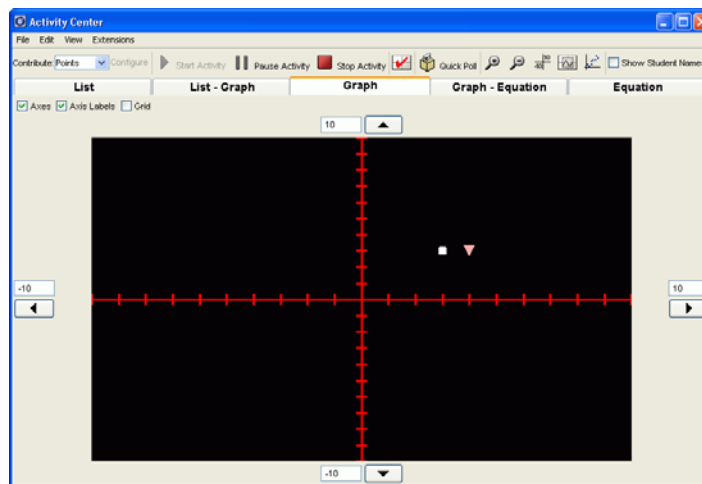 Activity Center
File Edit View Extensions
Contribute: Points Configure Start Activity Pause Activity Stop Activity Quick Poll Show Student Name
List List - Graph Graph Graph - Equation Equation
Axes Axis Labels Grid
10
-10 10
-10